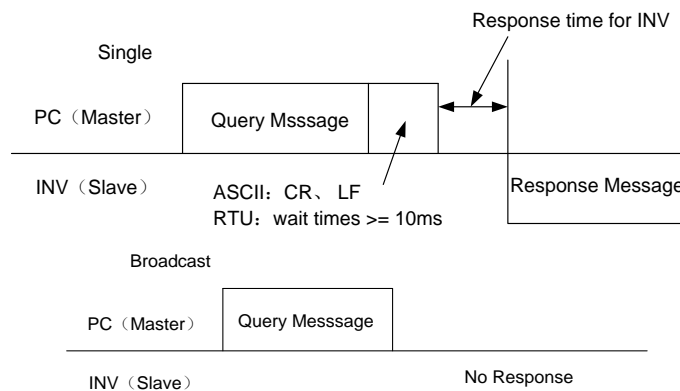 Response time for INV
Single
PC（Master）
Query Msssage
INV（Slave）
ASCII：CR、LF
RTU：wait times >= 10ms
Response Message
Broadcast
PC（Master）
Query Messsage
INV（Slave）
No Response